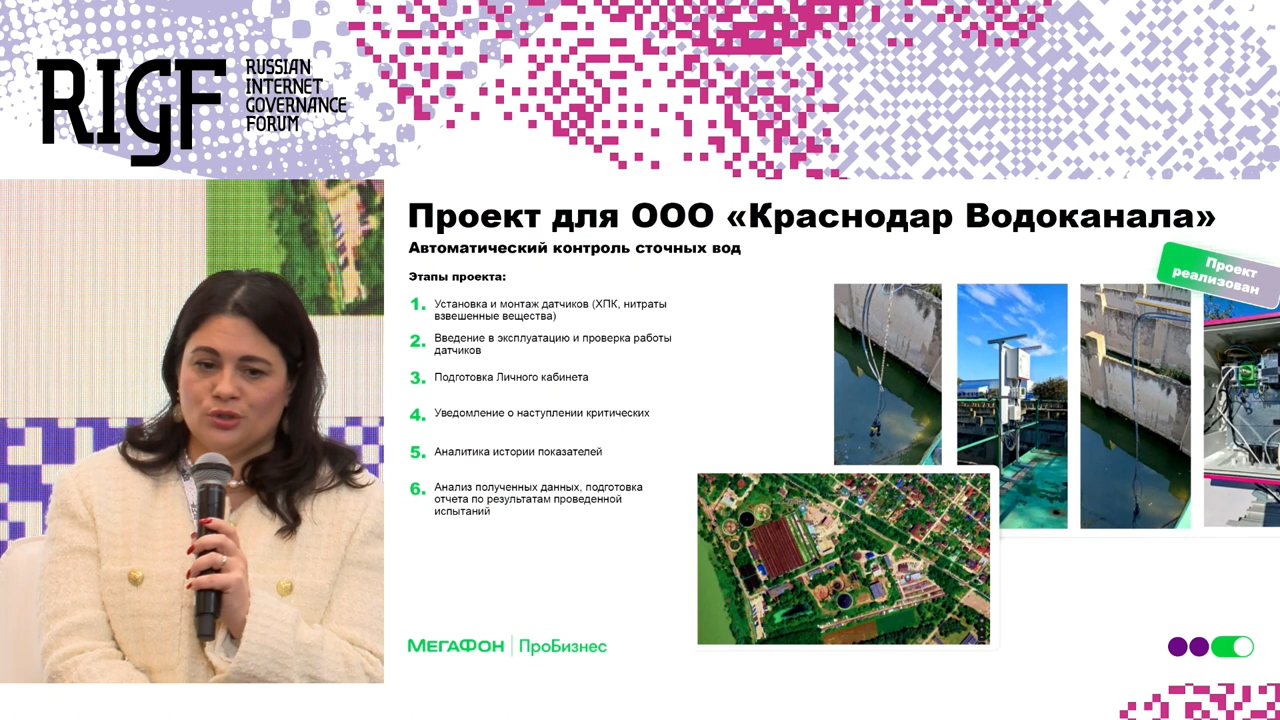 RIGF
RUSSIAN
INTERNET
GOVERNANCE
FORUM
Проект для ООО «Краснодар Водоканала»
Автоматический контроль сточных вод
Проект
реализован
Этапы проекта:
1. Установка и монтаж датчиков (ХПК, нитраты
взвешенные вещества)
2. Введение в эксплуатацию и проверка работы
датчиков
3. Подготовка Личного кабинета
4. Уведомление о наступлении критических
5. Аналитика истории показателей
6. Анализ полученных данных, подготовка
отчета по результатам проведенной
испытаний
МЕГАФОН | ПроБизнес